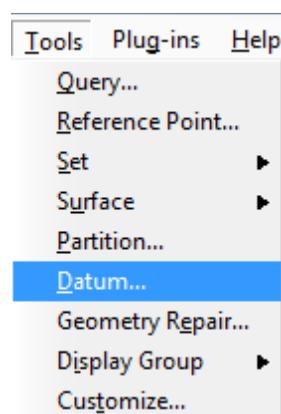 Tools Plug-ins Help
Query...
Reference Point...
Set
Surface
Partition...
Datum...
Geometry Repair...
Display Group
Customize...